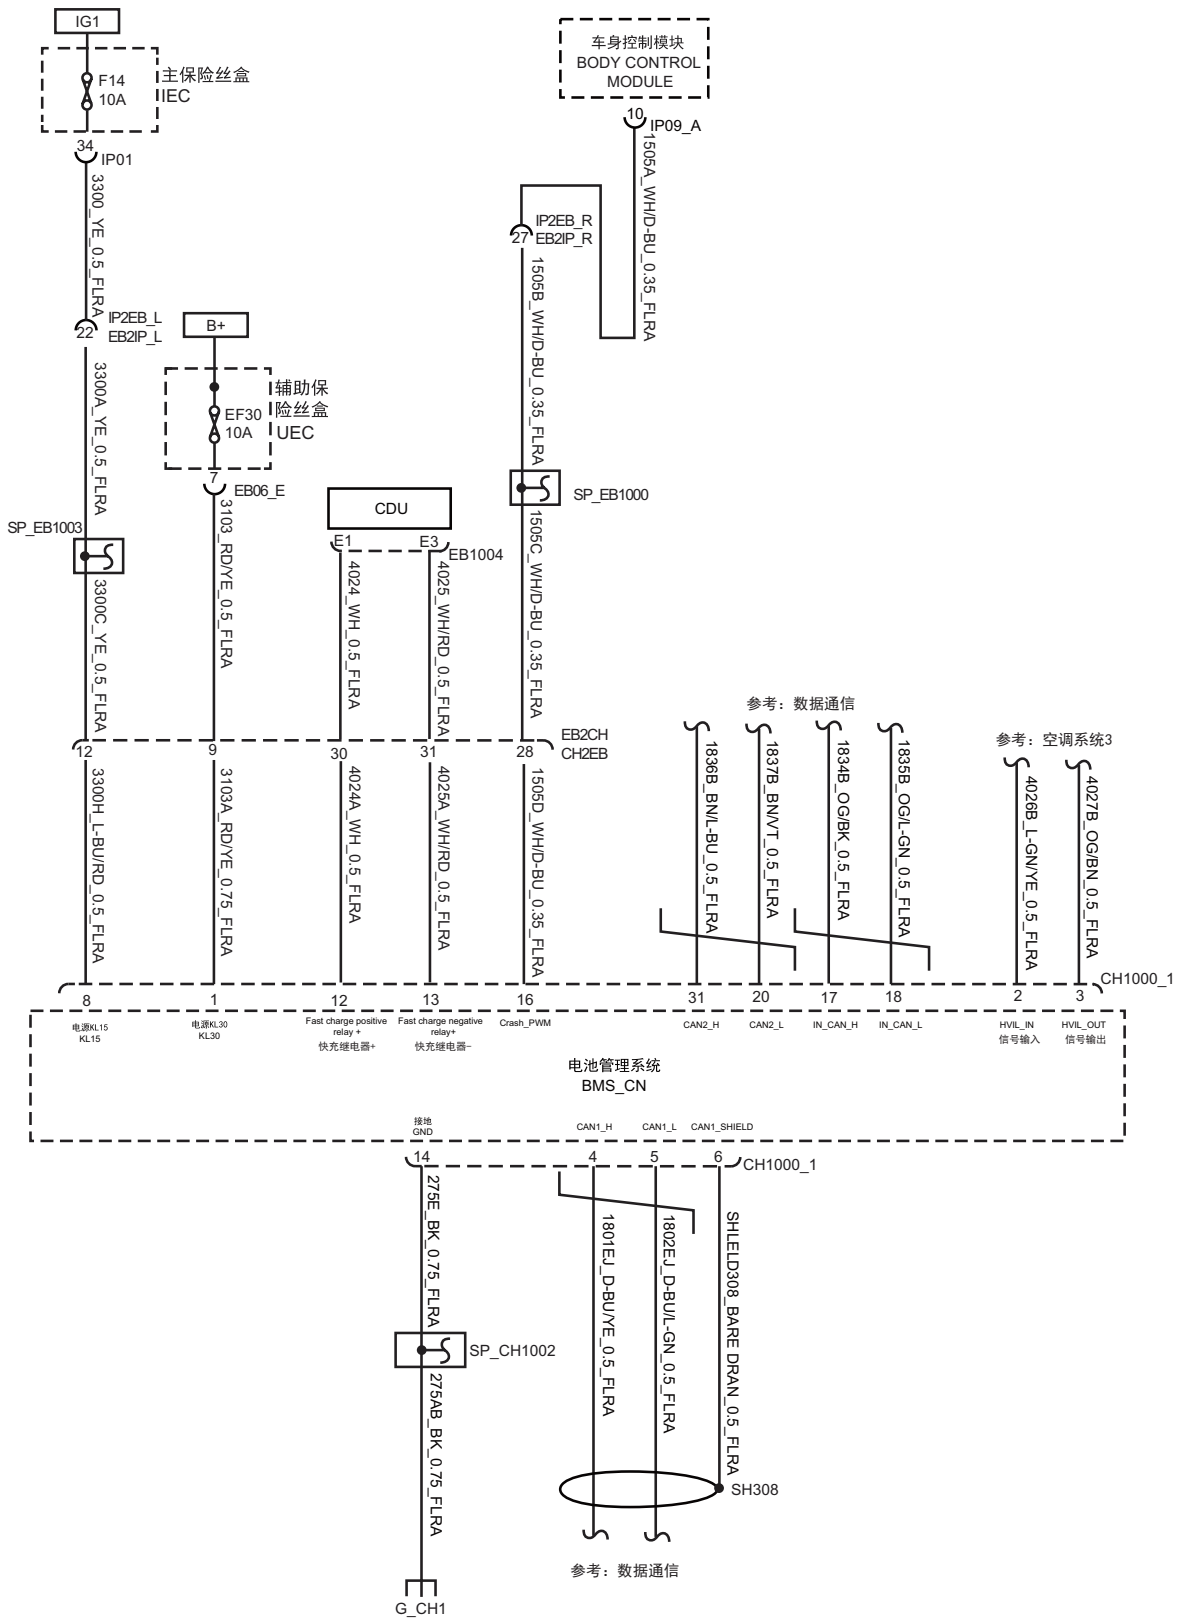 IG1
F14
10A
主保险丝盒
IEC
34
IP01
3300_YE_0.5_FLRA
22
IP2EB_L
EB2IP_L
3300A_YE_0.5_FLRA
SP_EB1003
3300C_YE_0.5_FLRA
B+
EF30
10A
辅助保
险丝盒
UEC
7
EB06_E
3103_RD/YE_0.5_FLRA
CDU
E1
E3
EB1004
4024_WH_0.5_FLRA
4025_WH/RD_0.5_FLRA
车身控制模块
BODY CONTROL
MODULE
10
IP09_A
1505A_WH/D-BU_0.35_FLRA
IP2EB_R
27
EB2IP_R
1505B_WH/D-BU_0.35_FLRA
SP_EB1000
1505C_WH/D-BU_0.35_FLRA
EB2CH
CH2EB
12
9
30
31
28
3300H_L-BU/RD_0.5_FLRA
3103A_RD/YE_0.75_FLRA
4024A_WH_0.5_FLRA
4025A_WH/RD_0.5_FLRA
1505D_WH/D-BU_0.35_FLRA
参考：数据通信
1836B_BN/L-BU_0.5_FLRA
1837B_BN/VT_0.5_FLRA
1834B_OG/BK_0.5_FLRA
1835B_OG/L-GN_0.5_FLRA
参考：空调系统3
4026B_L-GN/YE_0.5_FLRA
4027B_OG/BN_0.5_FLRA
CH1000_1
8
1
12
13
16
31
20
17
18
2
3
电源KL15
KL15
电源KL30
KL30
Fast charge positive
relay +
快充继电器+
Fast charge negative
relay+
快充继电器−
Crash_PWM
CAN2_H
CAN2_L
IN_CAN_H
IN_CAN_L
HVIL_IN
信号输入
HVIL_OUT
信号输出
电池管理系统
BMS_CN
接地
GND
CAN1_H
CAN1_L
CAN1_SHIELD
14
4
5
6
CH1000_1
275E_BK_0.75_FLRA
SP_CH1002
275AB_BK_0.75_FLRA
G_CH1
1801EJ_D-BU/YE_0.5_FLRA
1802EJ_D-BU/L-GN_0.5_FLRA
SHLELD308_BARE DRAN_0.5_FLRA
SH308
参考：数据通信